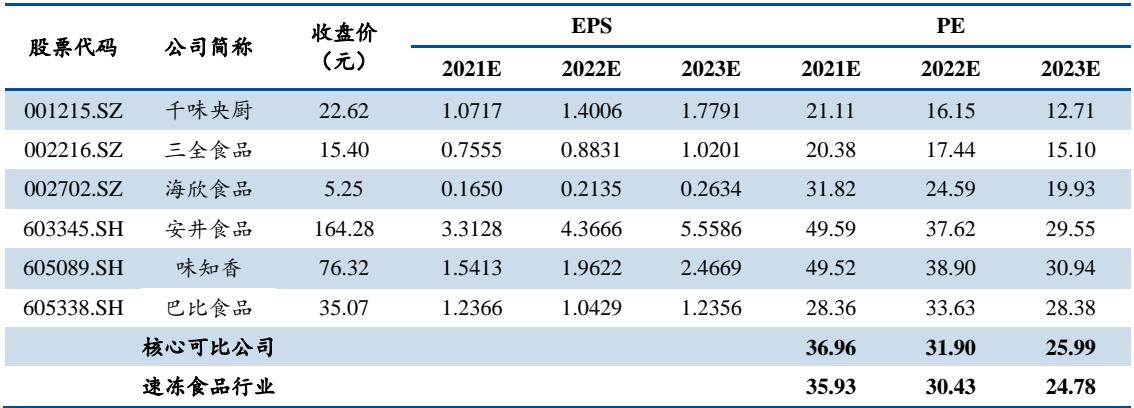 股票代码 公司简称 收盘价（元） EPS PE
2021E 2022E 2023E 2021E 2022E 2023E
001215.SZ 千味央厨 22.62 1.0717 1.4006 1.7791 21.11 16.15 12.71
002216.SZ 三全食品 15.40 0.7555 0.8831 1.0201 20.38 17.44 15.10
002702.SZ 海欣食品 5.25 0.1650 0.2135 0.2634 31.82 24.59 19.93
603345.SH 安井食品 164.28 3.3128 4.3666 5.5586 49.59 37.62 29.55
605089.SH 味知香 76.32 1.5413 1.9622 2.4669 49.52 38.90 30.94
605338.SH 巴比食品 35.07 1.2366 1.0429 1.2356 28.36 33.63 28.38
核心可比公司 36.96 31.90 25.99
速冻食品行业 35.93 30.43 24.78